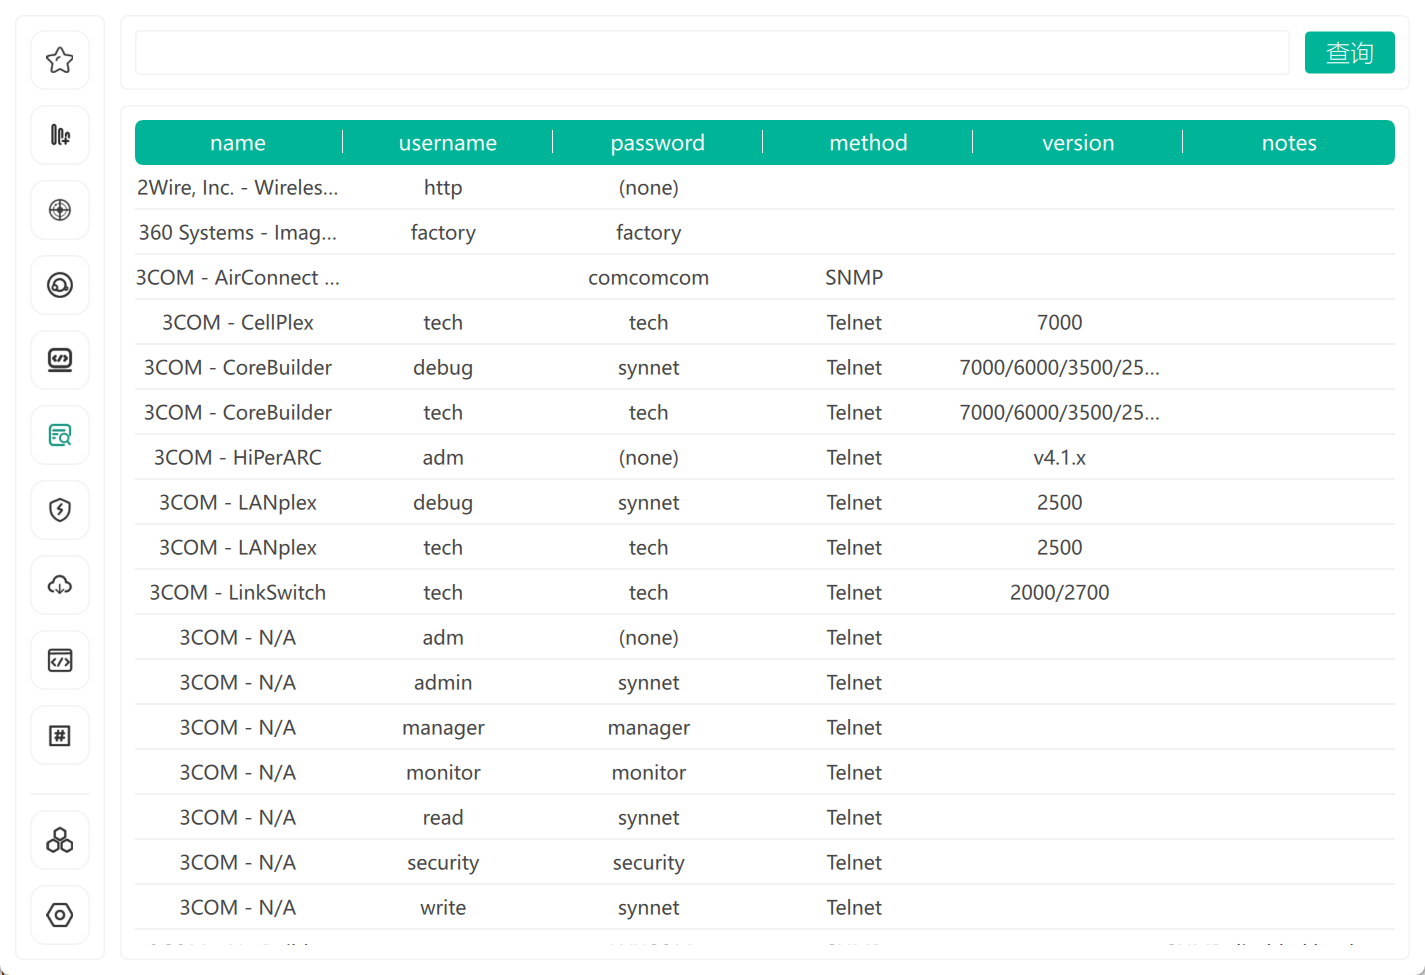 查询
name username password method version notes
2Wire, Inc. - Wireles... http (none)
360 Systems - Imag... factory factory
3COM - AirConnect ... comcomcom SNMP
3COM - CellPlex tech tech Telnet 7000
3COM - CoreBuilder debug synnet Telnet 7000/6000/3500/25...
3COM - CoreBuilder tech tech Telnet 7000/6000/3500/25...
3COM - HiPerARC adm (none) Telnet v4.1.x
3COM - LANplex debug synnet Telnet 2500
3COM - LANplex tech tech Telnet 2500
3COM - LinkSwitch tech tech Telnet 2000/2700
3COM - N/A adm (none) Telnet
3COM - N/A admin synnet Telnet
3COM - N/A manager manager Telnet
3COM - N/A monitor monitor Telnet
3COM - N/A read synnet Telnet
3COM - N/A security security Telnet
3COM - N/A write synnet Telnet